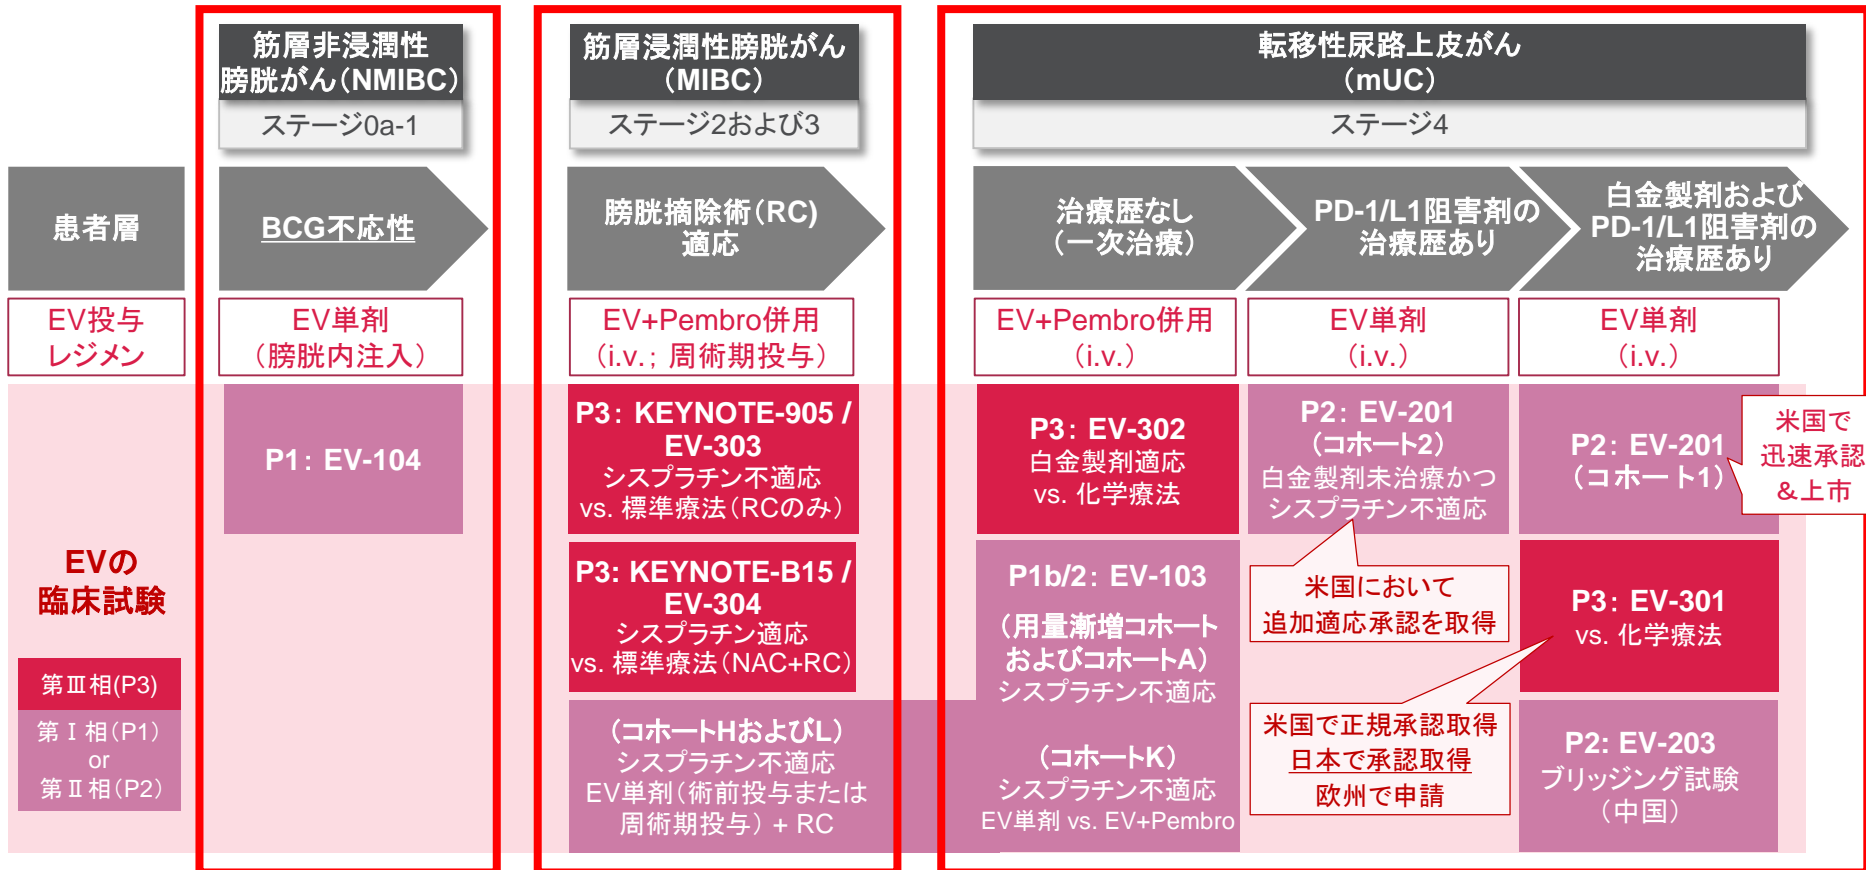 筋層非浸潤性
膀胱がん（NMIBC）
ステージ0a-1
筋層浸潤性膀胱がん
（MIBC）
ステージ2および3
転移性尿路上皮がん
（mUC）
ステージ4
患者層
BCG不応性
膀胱摘除術（RC）
適応
治療歴なし
（一次治療）
PD-1/L1阻害剤の
治療歴あり
白金製剤および
PD-1/L1阻害剤の
治療歴あり
EV投与
レジメン
EV単剤
（膀胱内注入）
EV+Pembro併用
（i.v.； 周術期投与）
EV+Pembro併用
（i.v.）
EV単剤
（i.v.）
EV単剤
（i.v.）
EVの
臨床試験
第Ⅲ相(P3)
第Ⅰ相（P1）
or
第Ⅱ相（P2）
P1： EV-104
P3： KEYNOTE-905 /
EV-303
シスプラチン不適応
vs. 標準療法（RCのみ）
P3: KEYNOTE-B15 /
EV-304
シスプラチン適応
vs. 標準療法（NAC+RC）
（コホートHおよびL）
シスプラチン不適応
EV単剤（術前投与または
周術期投与） + RC
P3： EV-302
白金製剤適応
vs. 化学療法
P1b/2： EV-103
（用量漸増コホート
およびコホートA）
シスプラチン不適応
（コホートK）
シスプラチン不適応
EV単剤 vs. EV+Pembro
P2： EV-201
（コホート2）
白金製剤未治療かつ
シスプラチン不適応
米国において
追加適応承認を取得
米国で正規承認取得
日本で承認取得
欧州で申請
P2： EV-201
（コホート1）
米国で
迅速承認
＆上市
P3： EV-301
vs. 化学療法
P2: EV-203
ブリッジング試験
（中国）